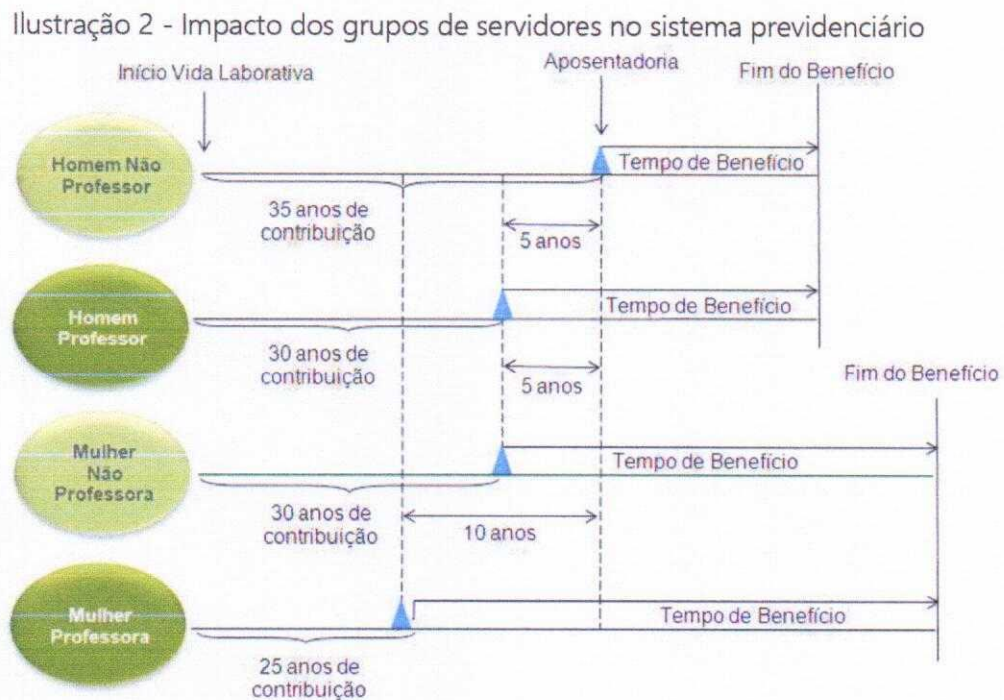 Ilustração 2 - Impacto dos grupos de servidores no sistema previdenciário
Início Vida Laborativa
Aposentadoria
Fim do Benefício
Homem Não
Professor
Tempo de Benefício
35 anos de
contribuição
5 anos
Homem
Professor
Tempo de Benefício
30 anos de
contribuição
5 anos
Fim do Benefício
Mulher
Não
Professora
Tempo de Benefício
30 anos de
contribuição
10 anos
Mulher
Professora
Tempo de Benefício
25 anos de
contribuição